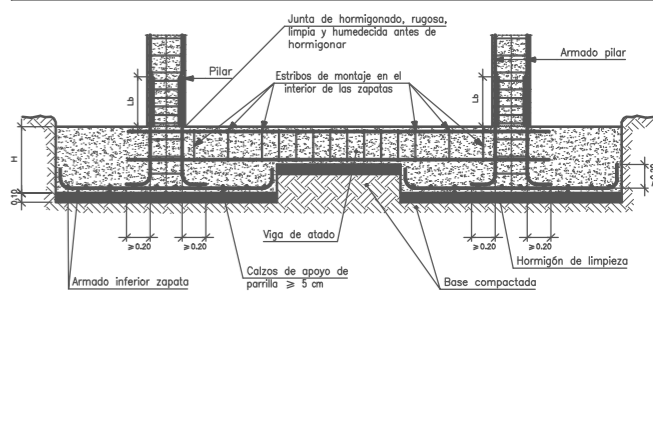 Junta de hormigonado, rugosa,
limpia y humedecida antes de
hormigonar
Armado pilar
Pilar
Estribos de montaje en el
interior de las zapatas
Lb
Lb
H
0.10
≥0.20
≥0.20
≥0.20
≥0.20
Viga de atado
Hormigón de limpieza
Armado inferior zapata
Calzos de apoyo de
parrilla ≥ 5 cm
Base compactada